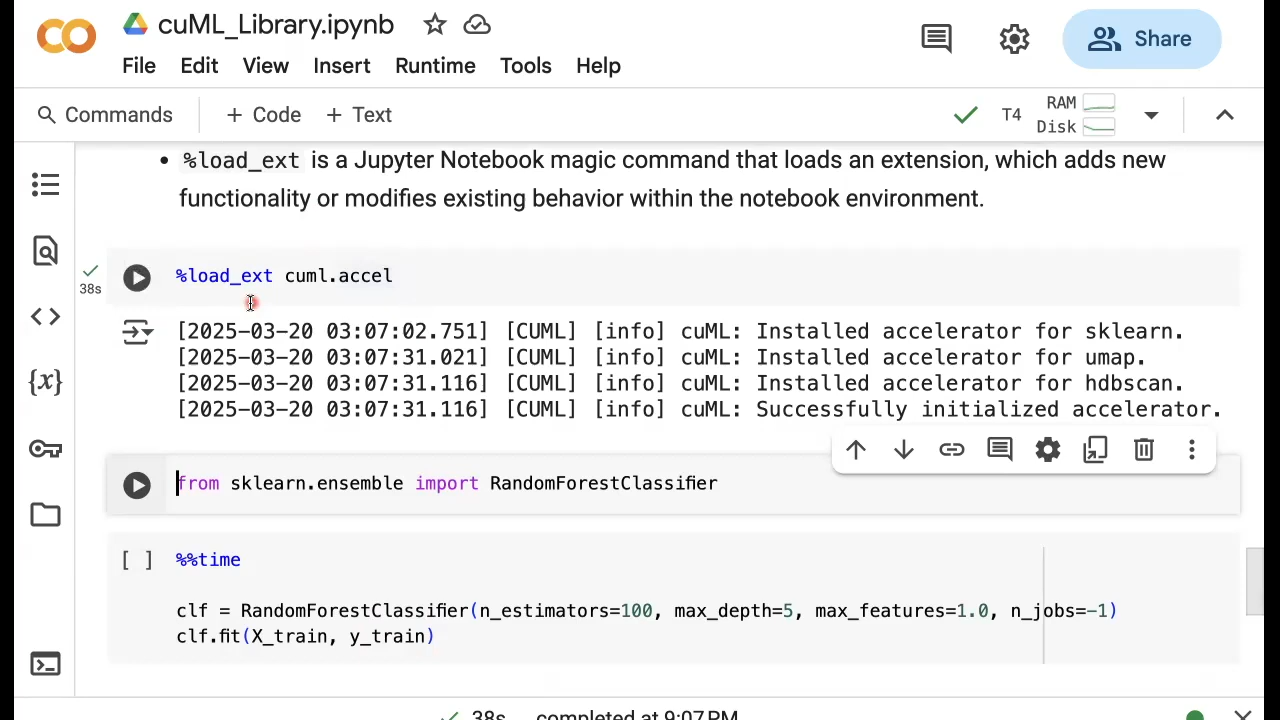 cuML_Library.ipynb
Share
File Edit View Insert Runtime Tools Help
Commands + Code + Text
T4 RAM Disk
• %load_ext is a Jupyter Notebook magic command that loads an extension, which adds new
functionality or modifies existing behavior within the notebook environment.
38s
%load_ext cuml.accel
[2025-03-20 03:07:02.751] [CUML] [info] cuML: Installed accelerator for sklearn.
[2025-03-20 03:07:31.021] [CUML] [info] cuML: Installed accelerator for umap.
[2025-03-20 03:07:31.116] [CUML] [info] cuML: Installed accelerator for hdbscan.
[2025-03-20 03:07:31.116] [CUML] [info] cuML: Successfully initialized accelerator.
from sklearn.ensemble import RandomForestClassifier
[ ] %%time
clf = RandomForestClassifier(n_estimators=100, max_depth=5, max_features=1.0, n_jobs=-1)
clf.fit(X_train, y_train)
38s completed at 9:07 PM